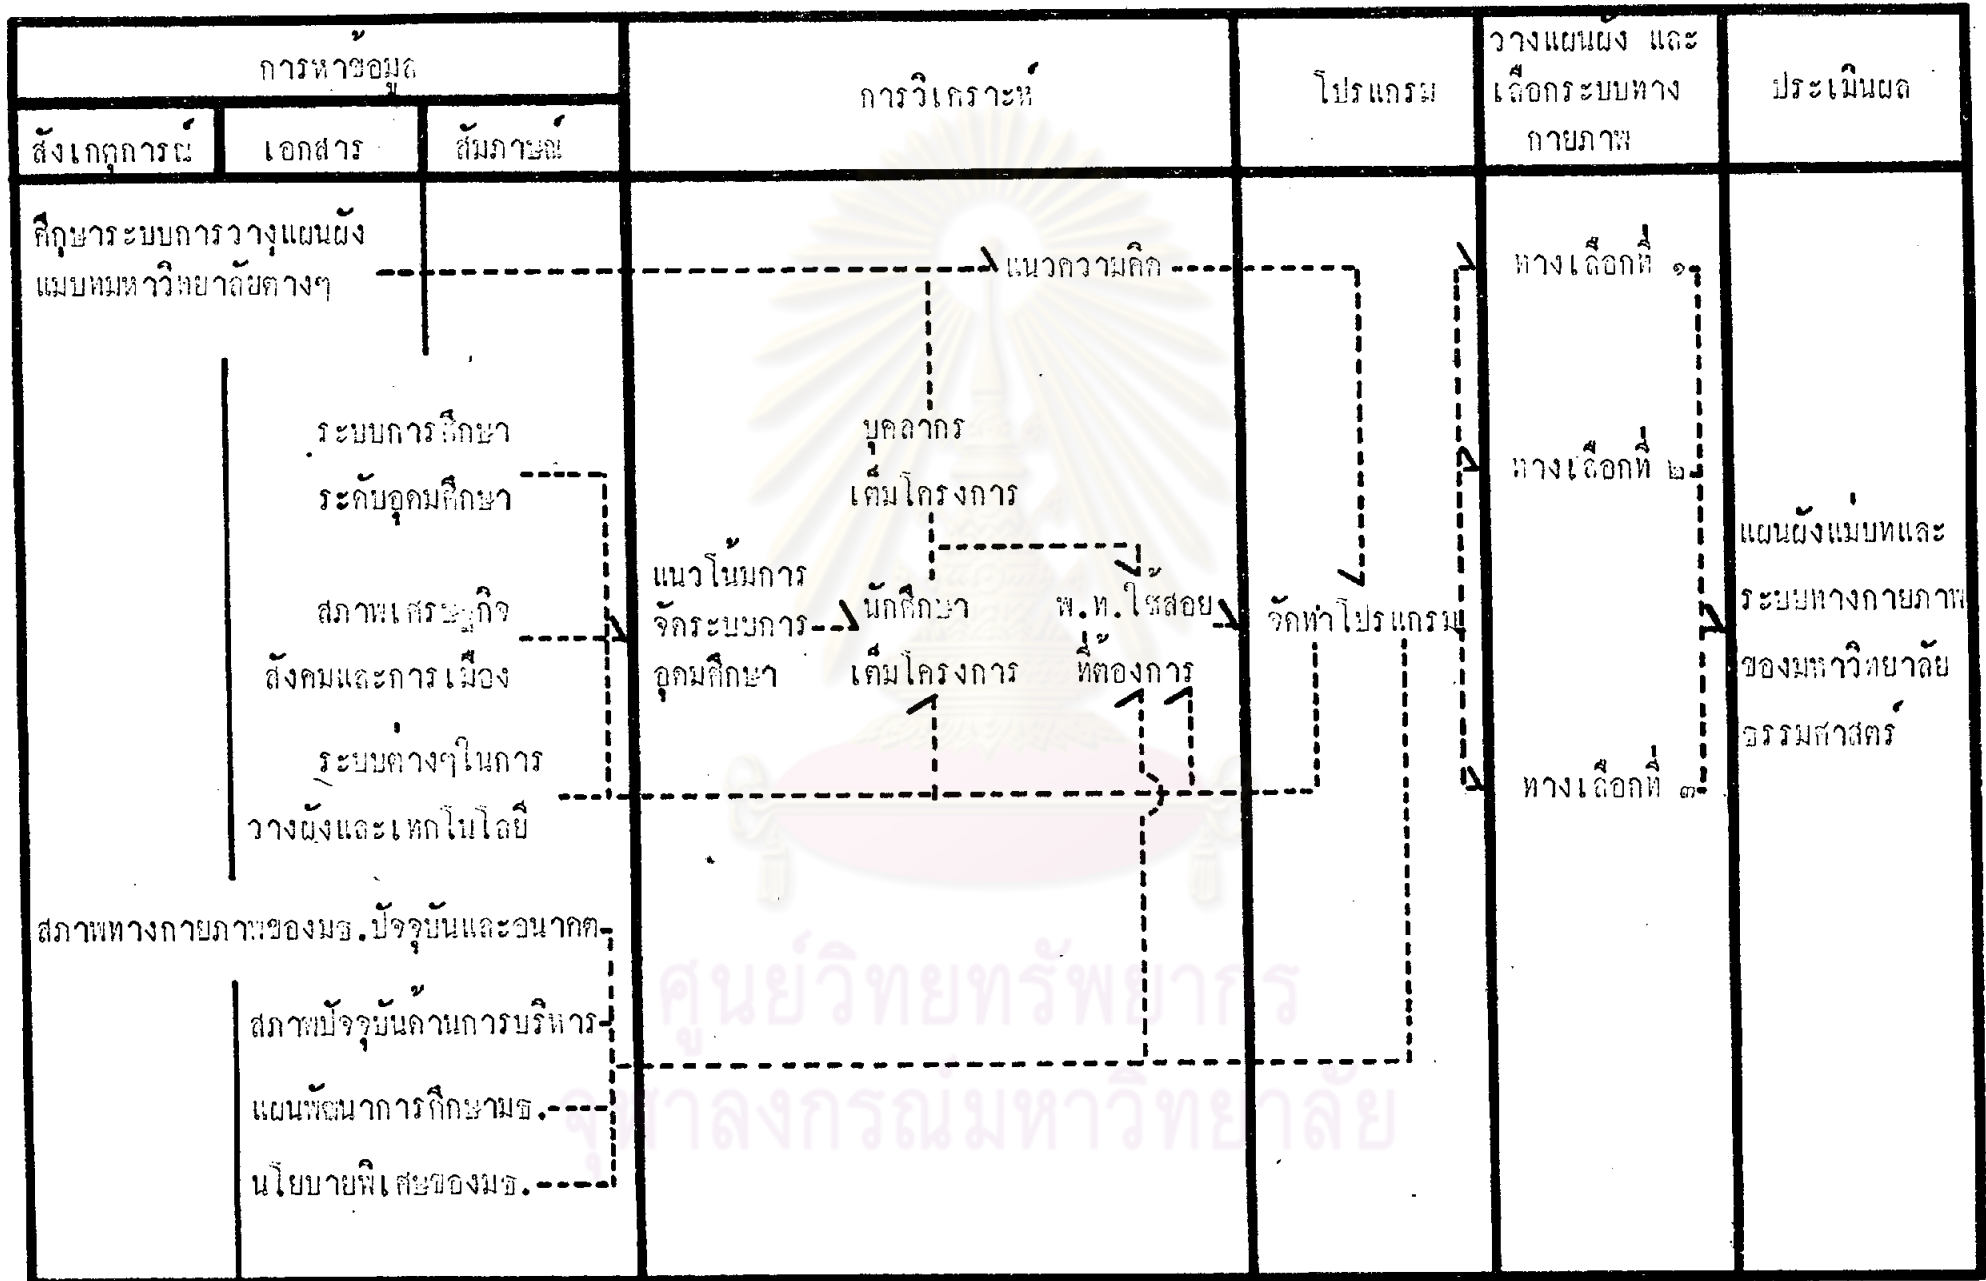 การหาข้อมูล
สังเกตุการณ์
เอกสาร
สัมภาษณ์
การวิเคราะห์
โปรแกรม
วางแผนผัง และ
เลือกระบบทาง
กายภาพ
ประเมินผล
ศึกษาระบบการวางแผนผัง
แมบทมหาวิทยาลัยตางๆ
แนวความคิด
ระบบการศึกษา
ระดับอุดมศึกษา
สภาพเศรษฐกิจ
สังคมและการเมือง
ระบบต่างๆในการ
วางผังและเทคโนโลยี
แนวโน้มการ
จัดระบบการ
อุดมศึกษา
บุคลากร
เต็มโครงการ
นักศึกษา
เต็มโครงการ
พ.ท.ใช้สอย
ที่ต้องการ
จัดทำโปรแกรม
ทางเลือกที่ ๑
ทางเลือกที่ ๒
ทางเลือกที่ ๓
แผนผังแม่บทและ
ระบบทางกายภาพ
ของมหาวิทยาลัย
ธรรมศาสตร์
สภาพทางกายภาพของมธ.ปัจจุบันและอนาคต
สภาพปัจจุบันด้านการบริหาร
แผนพัฒนาการศึกษามธ.
นโยบายพิเศษของมธ.
ศูนย์วิทยทรัพยากร
จุฬาลงกรณ์มหาวิทยาลัย